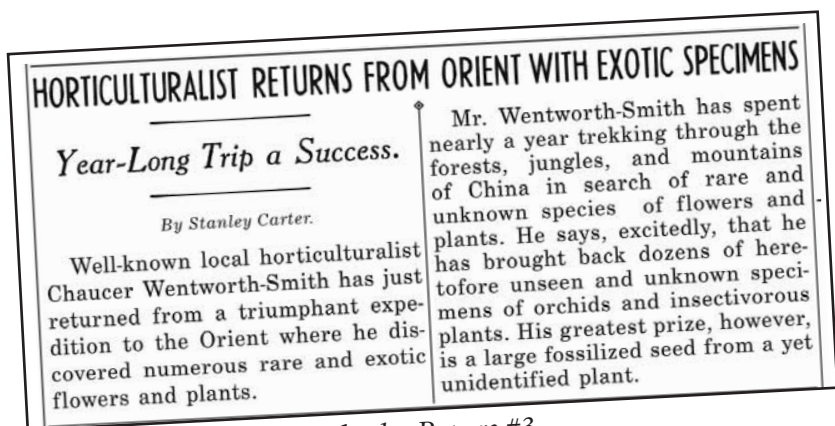 HORTICULTURALIST RETURNS FROM ORIENT WITH EXOTIC SPECIMENS
Year-Long Trip a Success.
By Stanley Carter.
Well-known local horticulturalist
Chaucer Wentworth-Smith has just
returned from a triumphant expe-
dition to the Orient where he dis-
covered numerous rare and exotic
flowers and plants.
Mr. Wentworth-Smith has spent
nearly a year trekking through the
forests, jungles, and mountains
of China in search of rare and
unknown species of flowers and
plants. He says, excitedly, that he
has brought back dozens of here-
tofore unseen and unknown speci-
mens of orchids and insectivorous
plants. His greatest prize, however,
is a large fossilized seed from a yet
unidentified plant.
#3